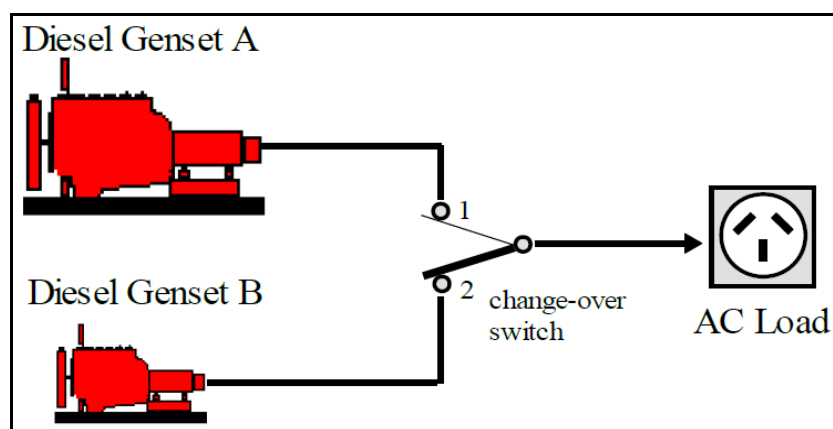 Diesel Genset A
1
Diesel Genset B
2
change-over
switch
AC Load